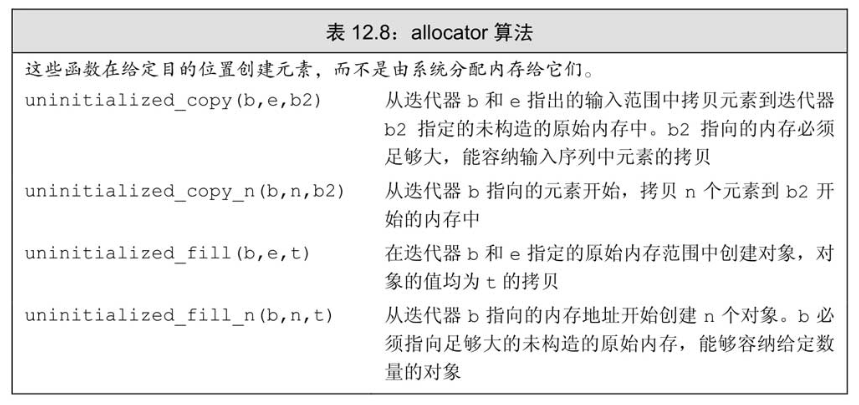 表 12.8：allocator 算法
这些函数在给定目的位置创建元素，而不是由系统分配内存给它们。
uninitialized_copy(b,e,b2) 从迭代器 b 和 e 指出的输入范围中拷贝元素到迭代器
b2 指定的未构造的原始内存中。b2 指向的内存必须
足够大，能容纳输入序列中元素的拷贝
uninitialized_copy_n(b,n,b2) 从迭代器 b 指向的元素开始，拷贝 n 个元素到 b2 开
始的内存中
uninitialized_fill(b,e,t) 在迭代器 b 和 e 指定的原始内存范围中创建对象，对
象的值均为 t 的拷贝
uninitialized_fill_n(b,n,t) 从迭代器 b 指向的内存地址开始创建 n 个对象。b 必
须指向足够大的未构造的原始内存，能够容纳给定数
量的对象